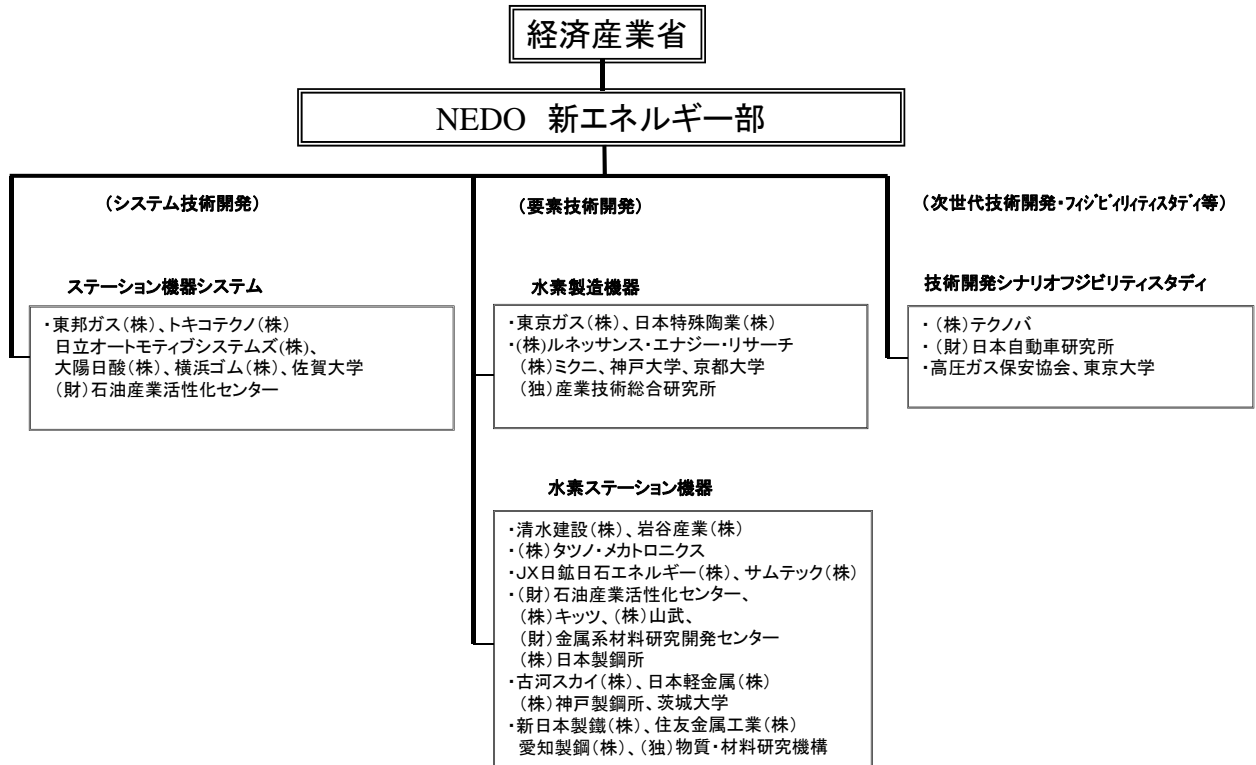 経済産業省
NEDO 新エネルギー部
(システム技術開発)
ステーション機器システム
・東邦ガス(株)、トキコテクノ(株)
日立オートモティブシステムズ(株)、
大陽日酸(株)、横浜ゴム(株)、佐賀大学
(財)石油産業活性化センター
(要素技術開発)
水素製造機器
・東京ガス(株)、日本特殊陶業(株)
・(株)ルネッサンス・エナジー・リサーチ
(株)ミクニ、神戸大学、京都大学
(独)産業技術総合研究所
水素ステーション機器
・清水建設(株)、岩谷産業(株)
・(株)タツノ・メカトロニクス
・JX日鉱日石エネルギー(株)、サムテック(株)
・(財)石油産業活性化センター、
(株)キッツ、(株)山武、
(財)金属系材料研究開発センター
(株)日本製鋼所
・古河スカイ(株)、日本軽金属(株)
(株)神戸製鋼所、茨城大学
・新日本製鐵(株)、住友金属工業(株)
愛知製鋼(株)、(独)物質・材料研究機構
(次世代技術開発・フィジビィリィティスタディ等)
技術開発シナリオフジビリティスタディ
・(株)テクノバ
・(財)日本自動車研究所
・高圧ガス保安協会、東京大学